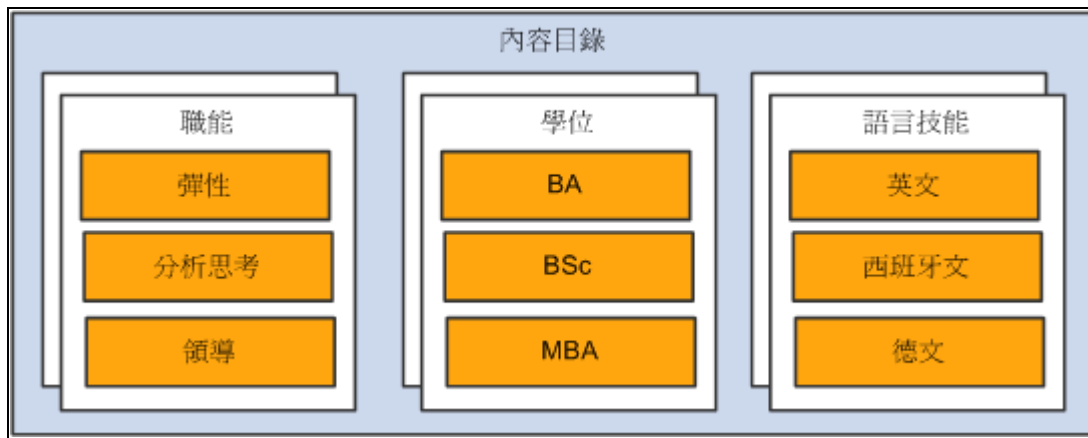 內容目錄
職能
彈性
分析思考
領導
學位
BA
BSc
MBA
語言技能
英文
西班牙文
德文